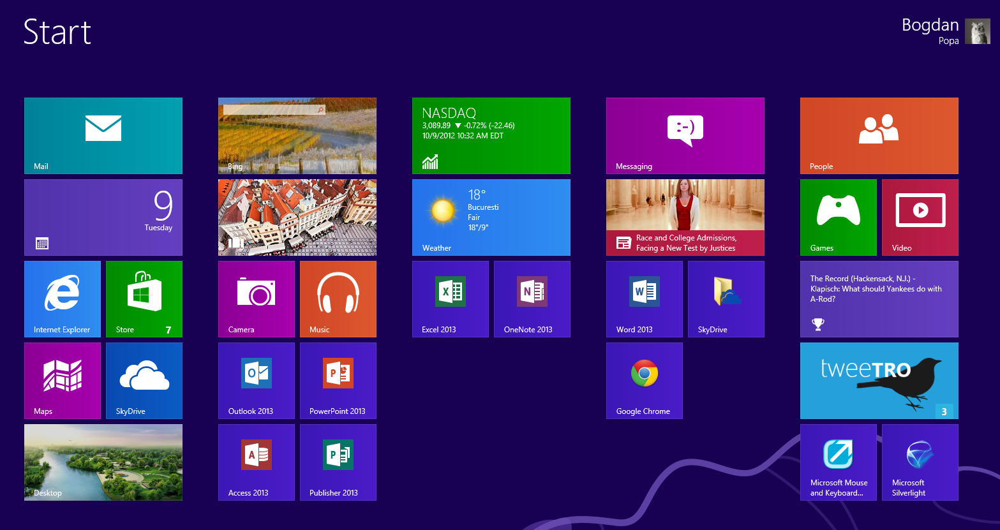 Start
Bogdan
Popa
Mail
Bing
NASDAQ
3,089.89 ▼ -0.72% (-22.46)
10/9/2012 10:32 AM EDT
Messaging
:-)
People
9
Tuesday
18°
Bucuresti
Fair
18°/9°
Weather
Race and College Admissions,
Facing a New Test by Justices
Games
Video
Internet Explorer
Store
7
Camera
Music
X
Excel 2013
N
OneNote 2013
W
Word 2013
SkyDrive
The Record (Hackensack, N.J.) -
Klapisch: What should Yankees do with
A-Rod?
Maps
SkyDrive
O
Outlook 2013
P
PowerPoint 2013
Google Chrome
tweeTRO
3
Desktop
A
Access 2013
P
Publisher 2013
Microsoft Mouse
and Keyboard...
Microsoft
Silverlight